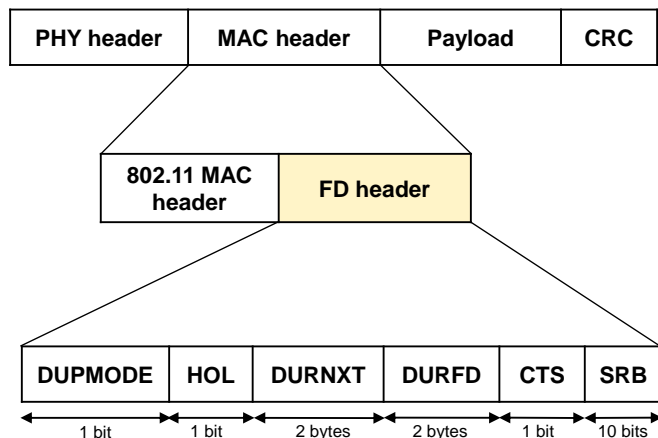 PHY header MAC header Payload CRC
802.11 MAC header FD header
DUPMODE HOL DURNXT DURFD CTS SRB
1 bit 1 bit 2 bytes 2 bytes 1 bit 10 bits